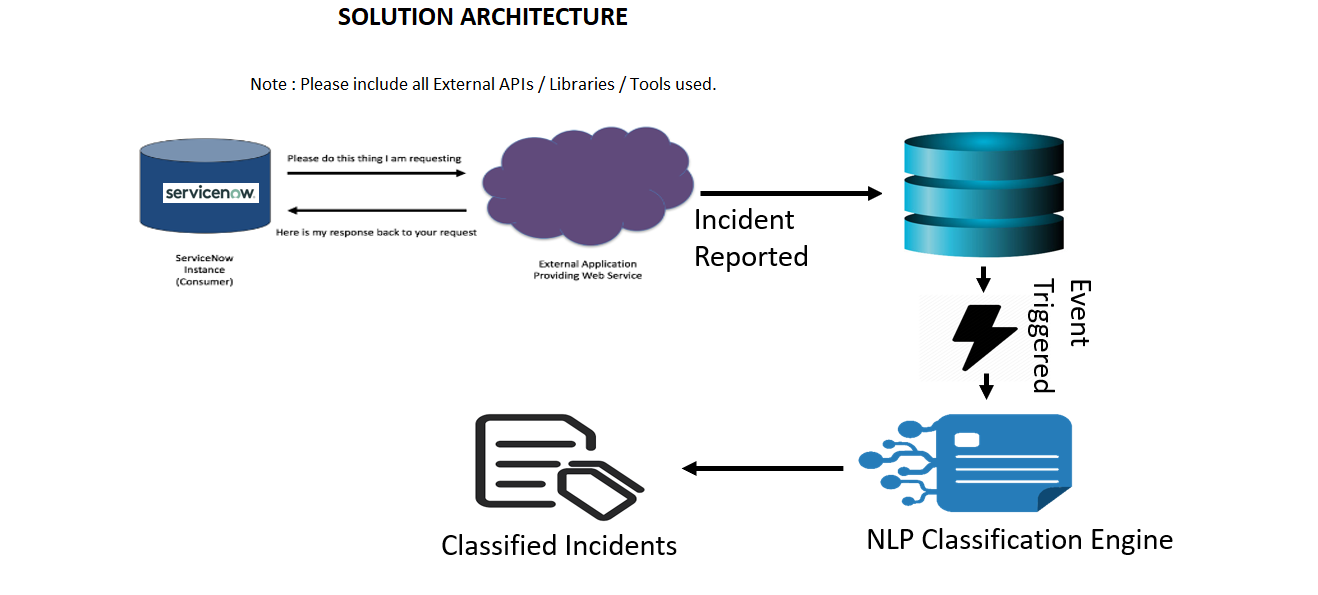 SOLUTION ARCHITECTURE
Note : Please include all External APIs / Libraries / Tools used.
Please do this thing I am requesting
servicenow
Here is my response back to your request
ServiceNow
Instance
(Consumer)
External Application
Providing Web Service
Incident
Reported
Event
Triggered
NLP Classification Engine
Classified Incidents